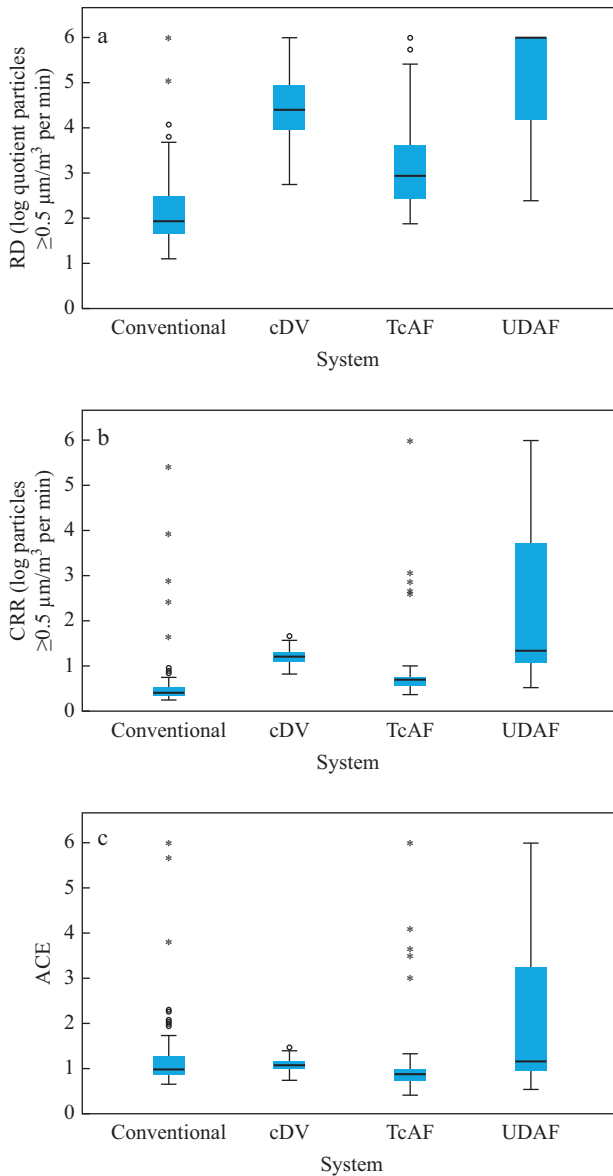 a
RD (log quotient particles
≥0.5 µm/m³ per min)
6
5
4
3
2
1
0
Conventional cDV TcAF UDAF
System
b
CRR (log particles
≥0.5 µm/m³ per min)
6
5
4
3
2
1
0
Conventional cDV TcAF UDAF
System
c
ACE
6
5
4
3
2
1
0
Conventional cDV TcAF UDAF
System